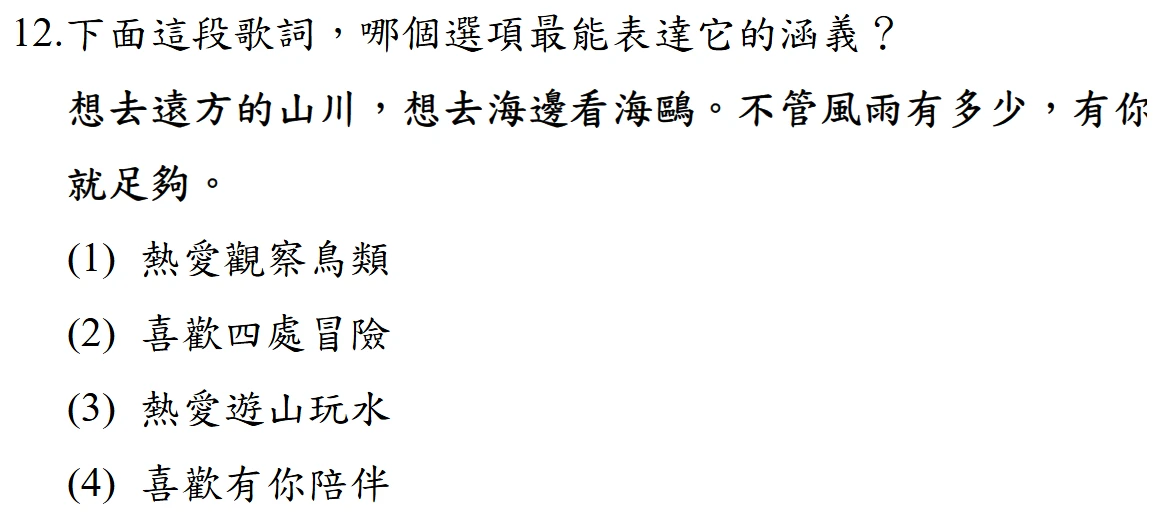 12.下面這段歌詞，哪個選項最能表達它的涵義？
想去遠方的山川，想去海邊看海鷗。不管風雨有多少，有你
就足夠。
(1) 熱愛觀察鳥類
(2) 喜歡四處冒險
(3) 熱愛遊山玩水
(4) 喜歡有你陪伴